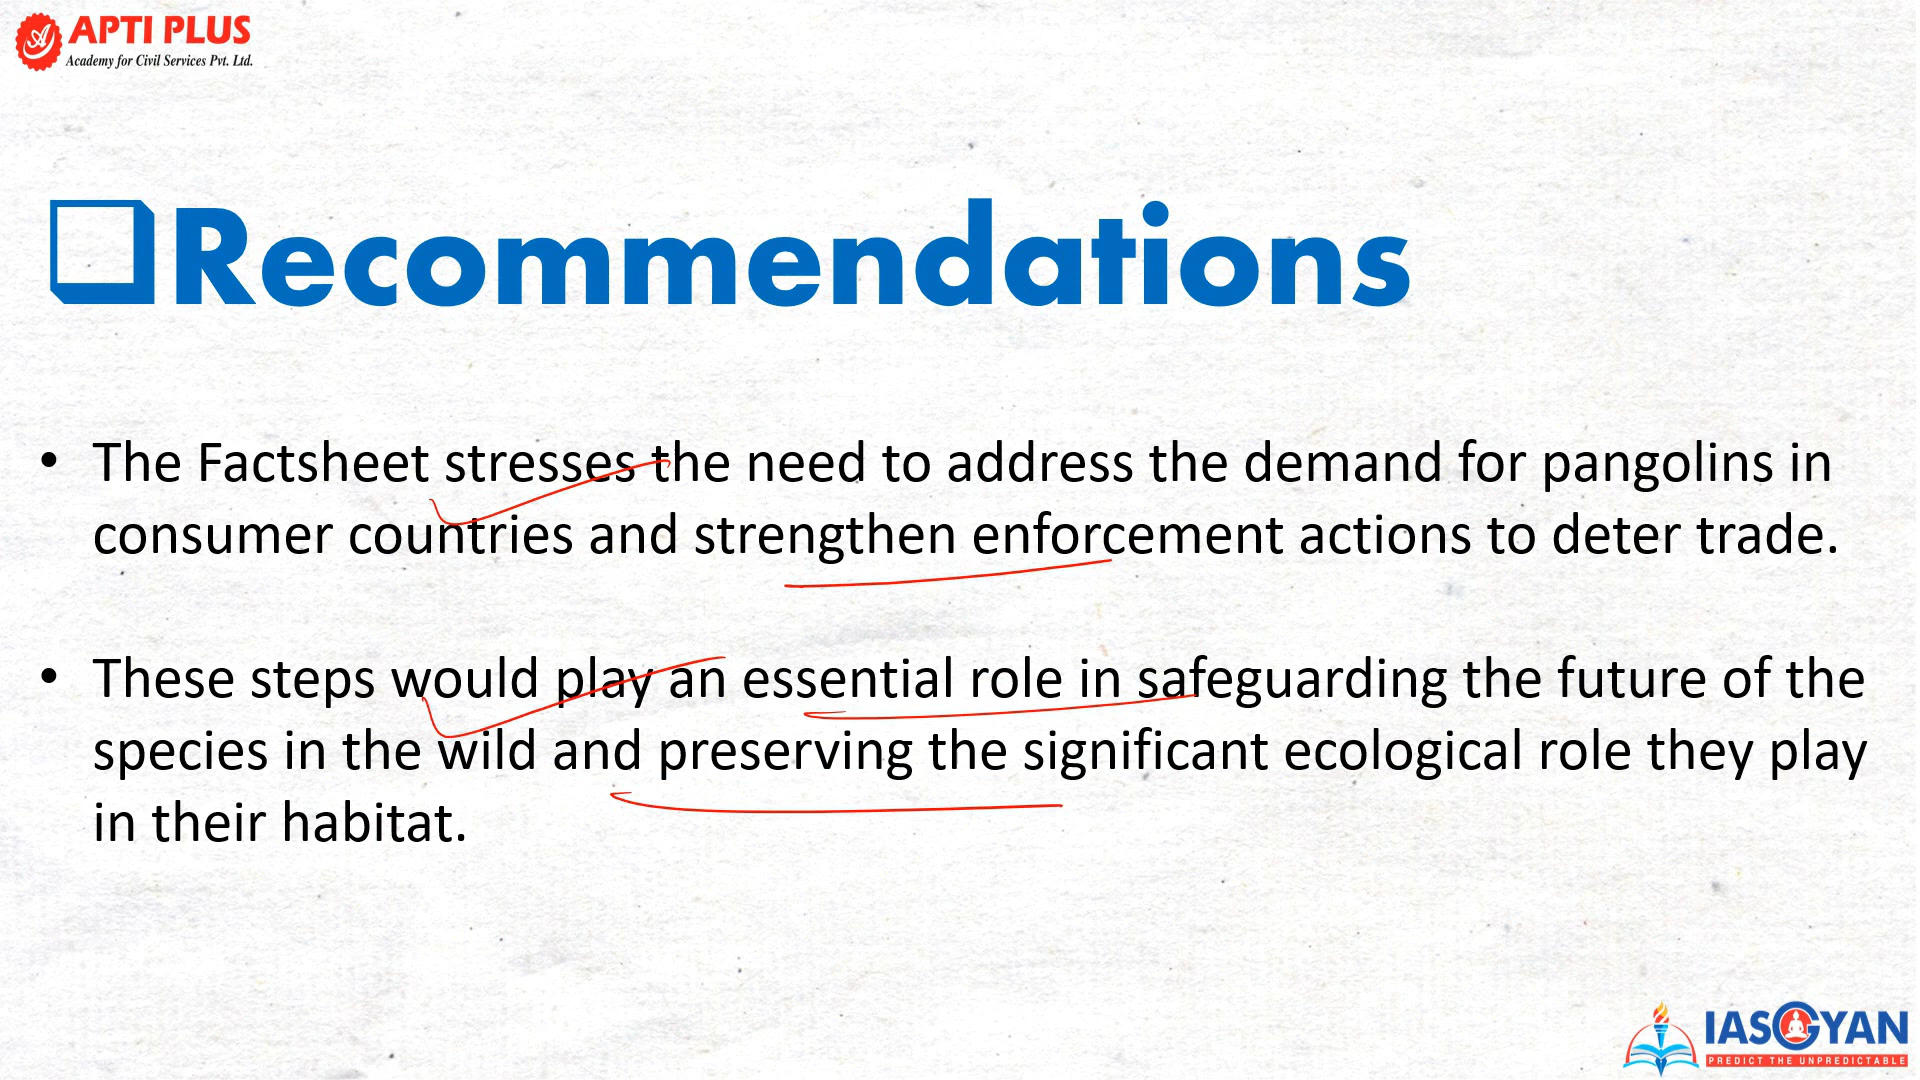 APTI PLUS
Academy for Civil Services Pvt. Ltd.
Recommendations
• The Factsheet stresses the need to address the demand for pangolins in
consumer countries and strengthen enforcement actions to deter trade.
• These steps would play an essential role in safeguarding the future of the
species in the wild and preserving the significant ecological role they play
in their habitat.
IASGYAN
PREDICT THE UNPREDICTABLE